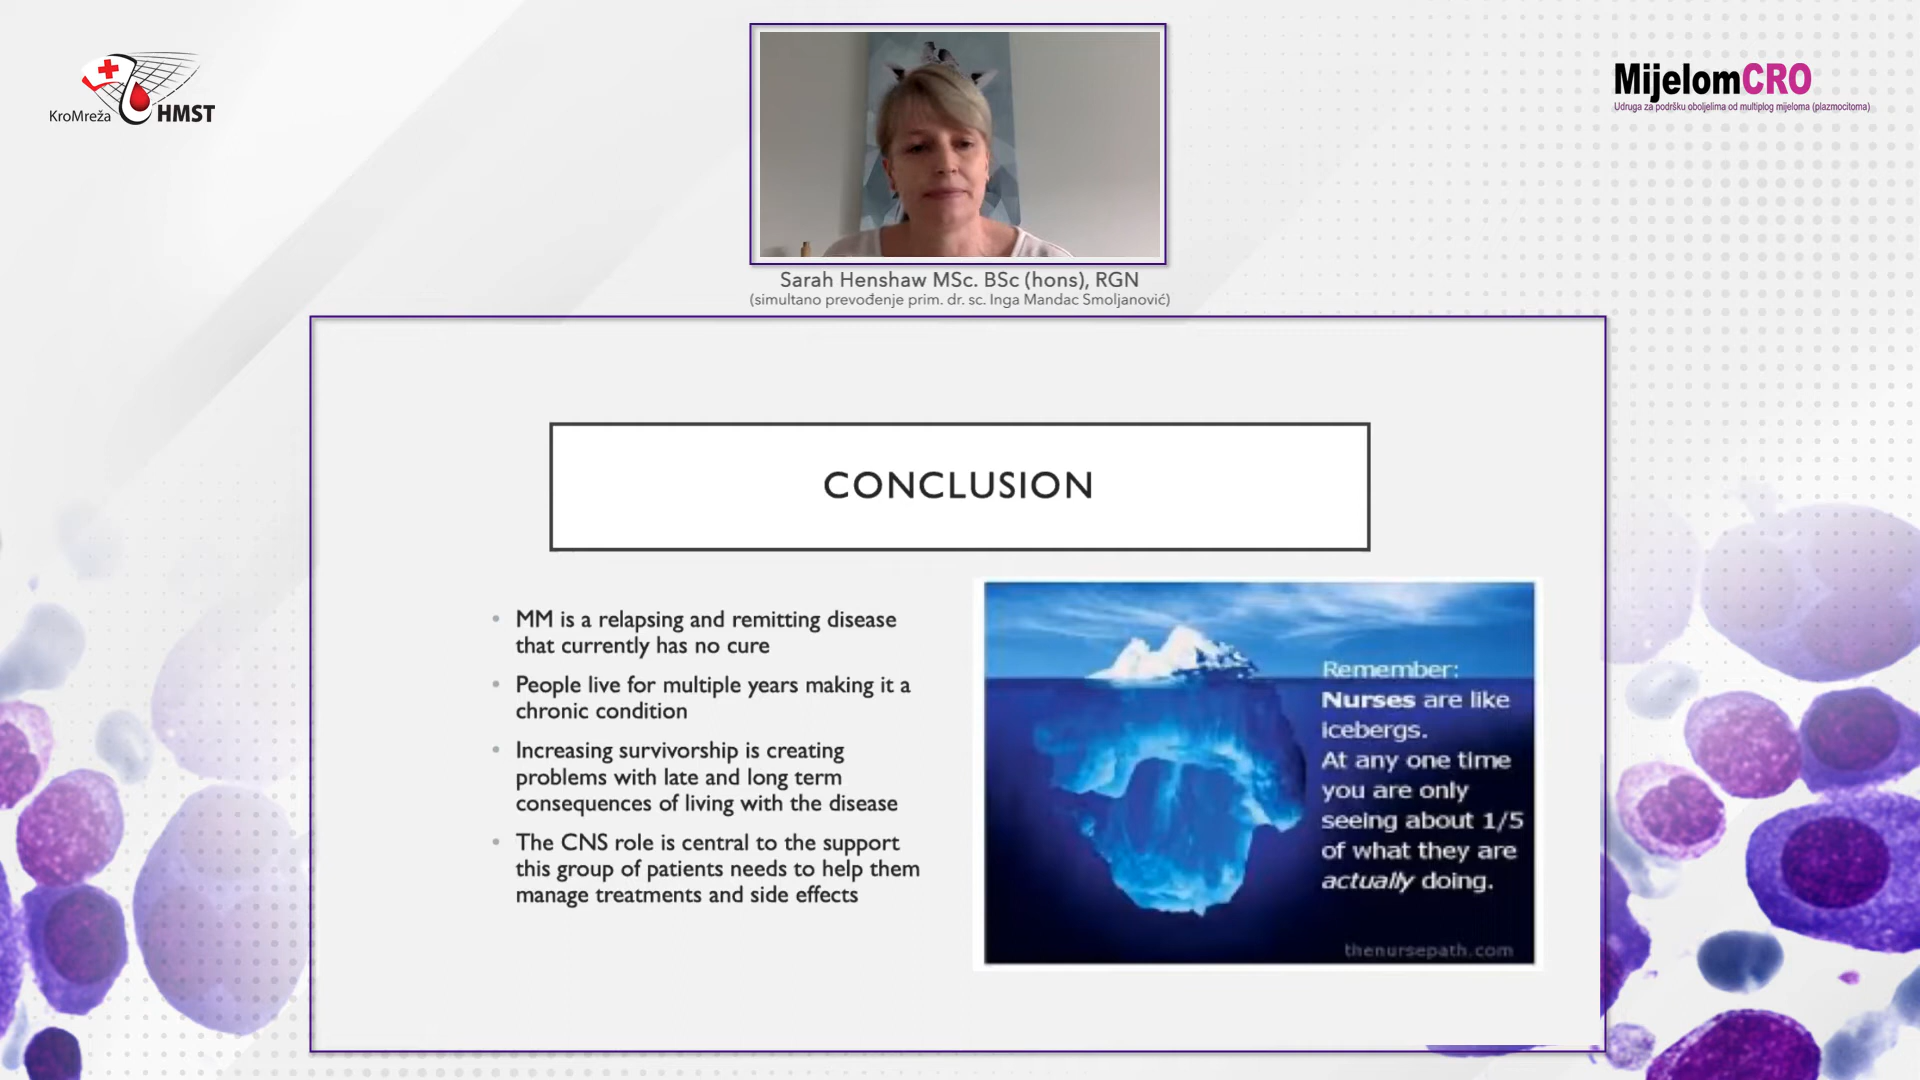 KroMreža HMST
MijelomCRO
Udruga za podršku oboljelima od multiplog mijeloma (plazmocitoma)
Sarah Henshaw MSc. BSc (hons), RGN
(simultano prevođenje prim. dr. sc. Inga Mandac Smoljanović)
CONCLUSION
• MM is a relapsing and remitting disease
that currently has no cure
• People live for multiple years making it a
chronic condition
• Increasing survivorship is creating
problems with late and long term
consequences of living with the disease
• The CNS role is central to the support
this group of patients needs to help them
manage treatments and side effects
Remember:
Nurses are like
icebergs.
At any one time
you are only
seeing about 1/5
of what they are
actually doing.
thenursepath.com